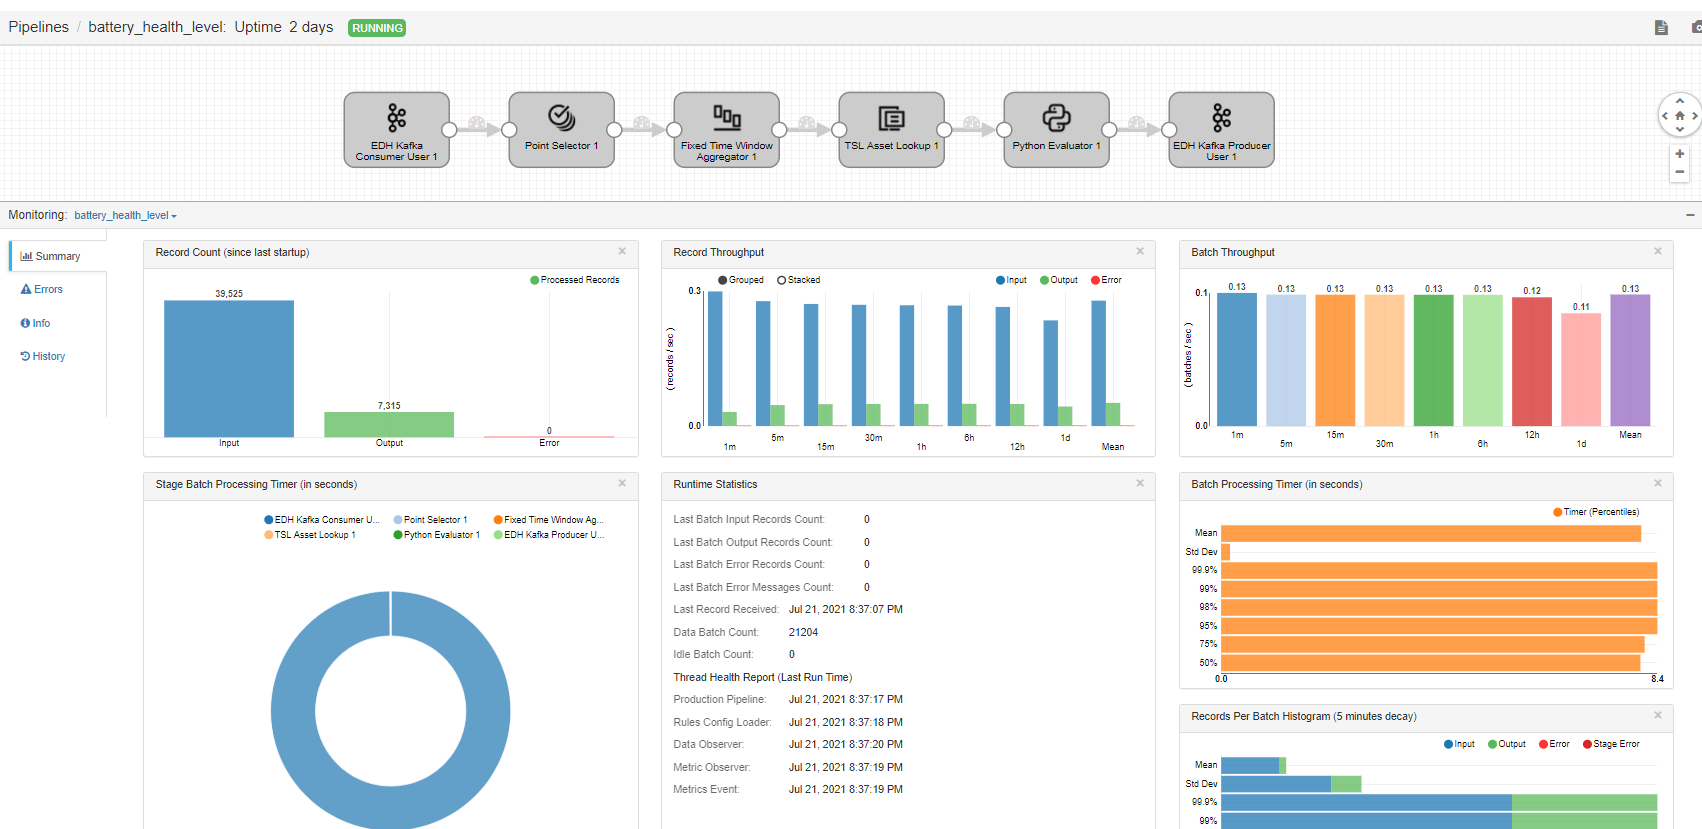 Pipelines / battery_health_level: Uptime 2 days RUNNING
EDH Kafka
Consumer User 1
Point Selector 1
Fixed Time Window
Aggregator 1
TSL Asset Lookup 1
Python Evaluator 1
EDH Kafka Producer
User 1
Monitoring: battery_health_level
Summary
Errors
Info
History
Record Count (since last startup)
Processed Records
39,525
7,315
0
Input Output Error
Record Throughput
Grouped Stacked Input Output Error
0.3
( records / sec )
0.0
1m 5m 15m 30m 1h 6h 12h 1d Mean
Batch Throughput
0.1
( batches / sec )
0.0
0.13 0.13 0.13 0.13 0.13 0.13 0.12 0.11 0.13
1m 5m 15m 30m 1h 6h 12h 1d Mean
Stage Batch Processing Timer (in seconds)
EDH Kafka Consumer U... Point Selector 1 Fixed Time Window Ag...
TSL Asset Lookup 1 Python Evaluator 1 EDH Kafka Producer U...
Runtime Statistics
Last Batch Input Records Count: 0
Last Batch Output Records Count: 0
Last Batch Error Records Count: 0
Last Batch Error Messages Count: 0
Last Record Received: Jul 21, 2021 8:37:07 PM
Data Batch Count: 21204
Idle Batch Count: 0
Thread Health Report (Last Run Time)
Production Pipeline: Jul 21, 2021 8:37:17 PM
Rules Config Loader: Jul 21, 2021 8:37:18 PM
Data Observer: Jul 21, 2021 8:37:20 PM
Metric Observer: Jul 21, 2021 8:37:19 PM
Metrics Event: Jul 21, 2021 8:37:19 PM
Batch Processing Timer (in seconds)
Timer (Percentiles)
Mean
Std Dev
99.9%
99%
98%
95%
75%
50%
0.0 8.4
Records Per Batch Histogram (5 minutes decay)
Input Output Error Stage Error
Mean
Std Dev
99.9%
99%